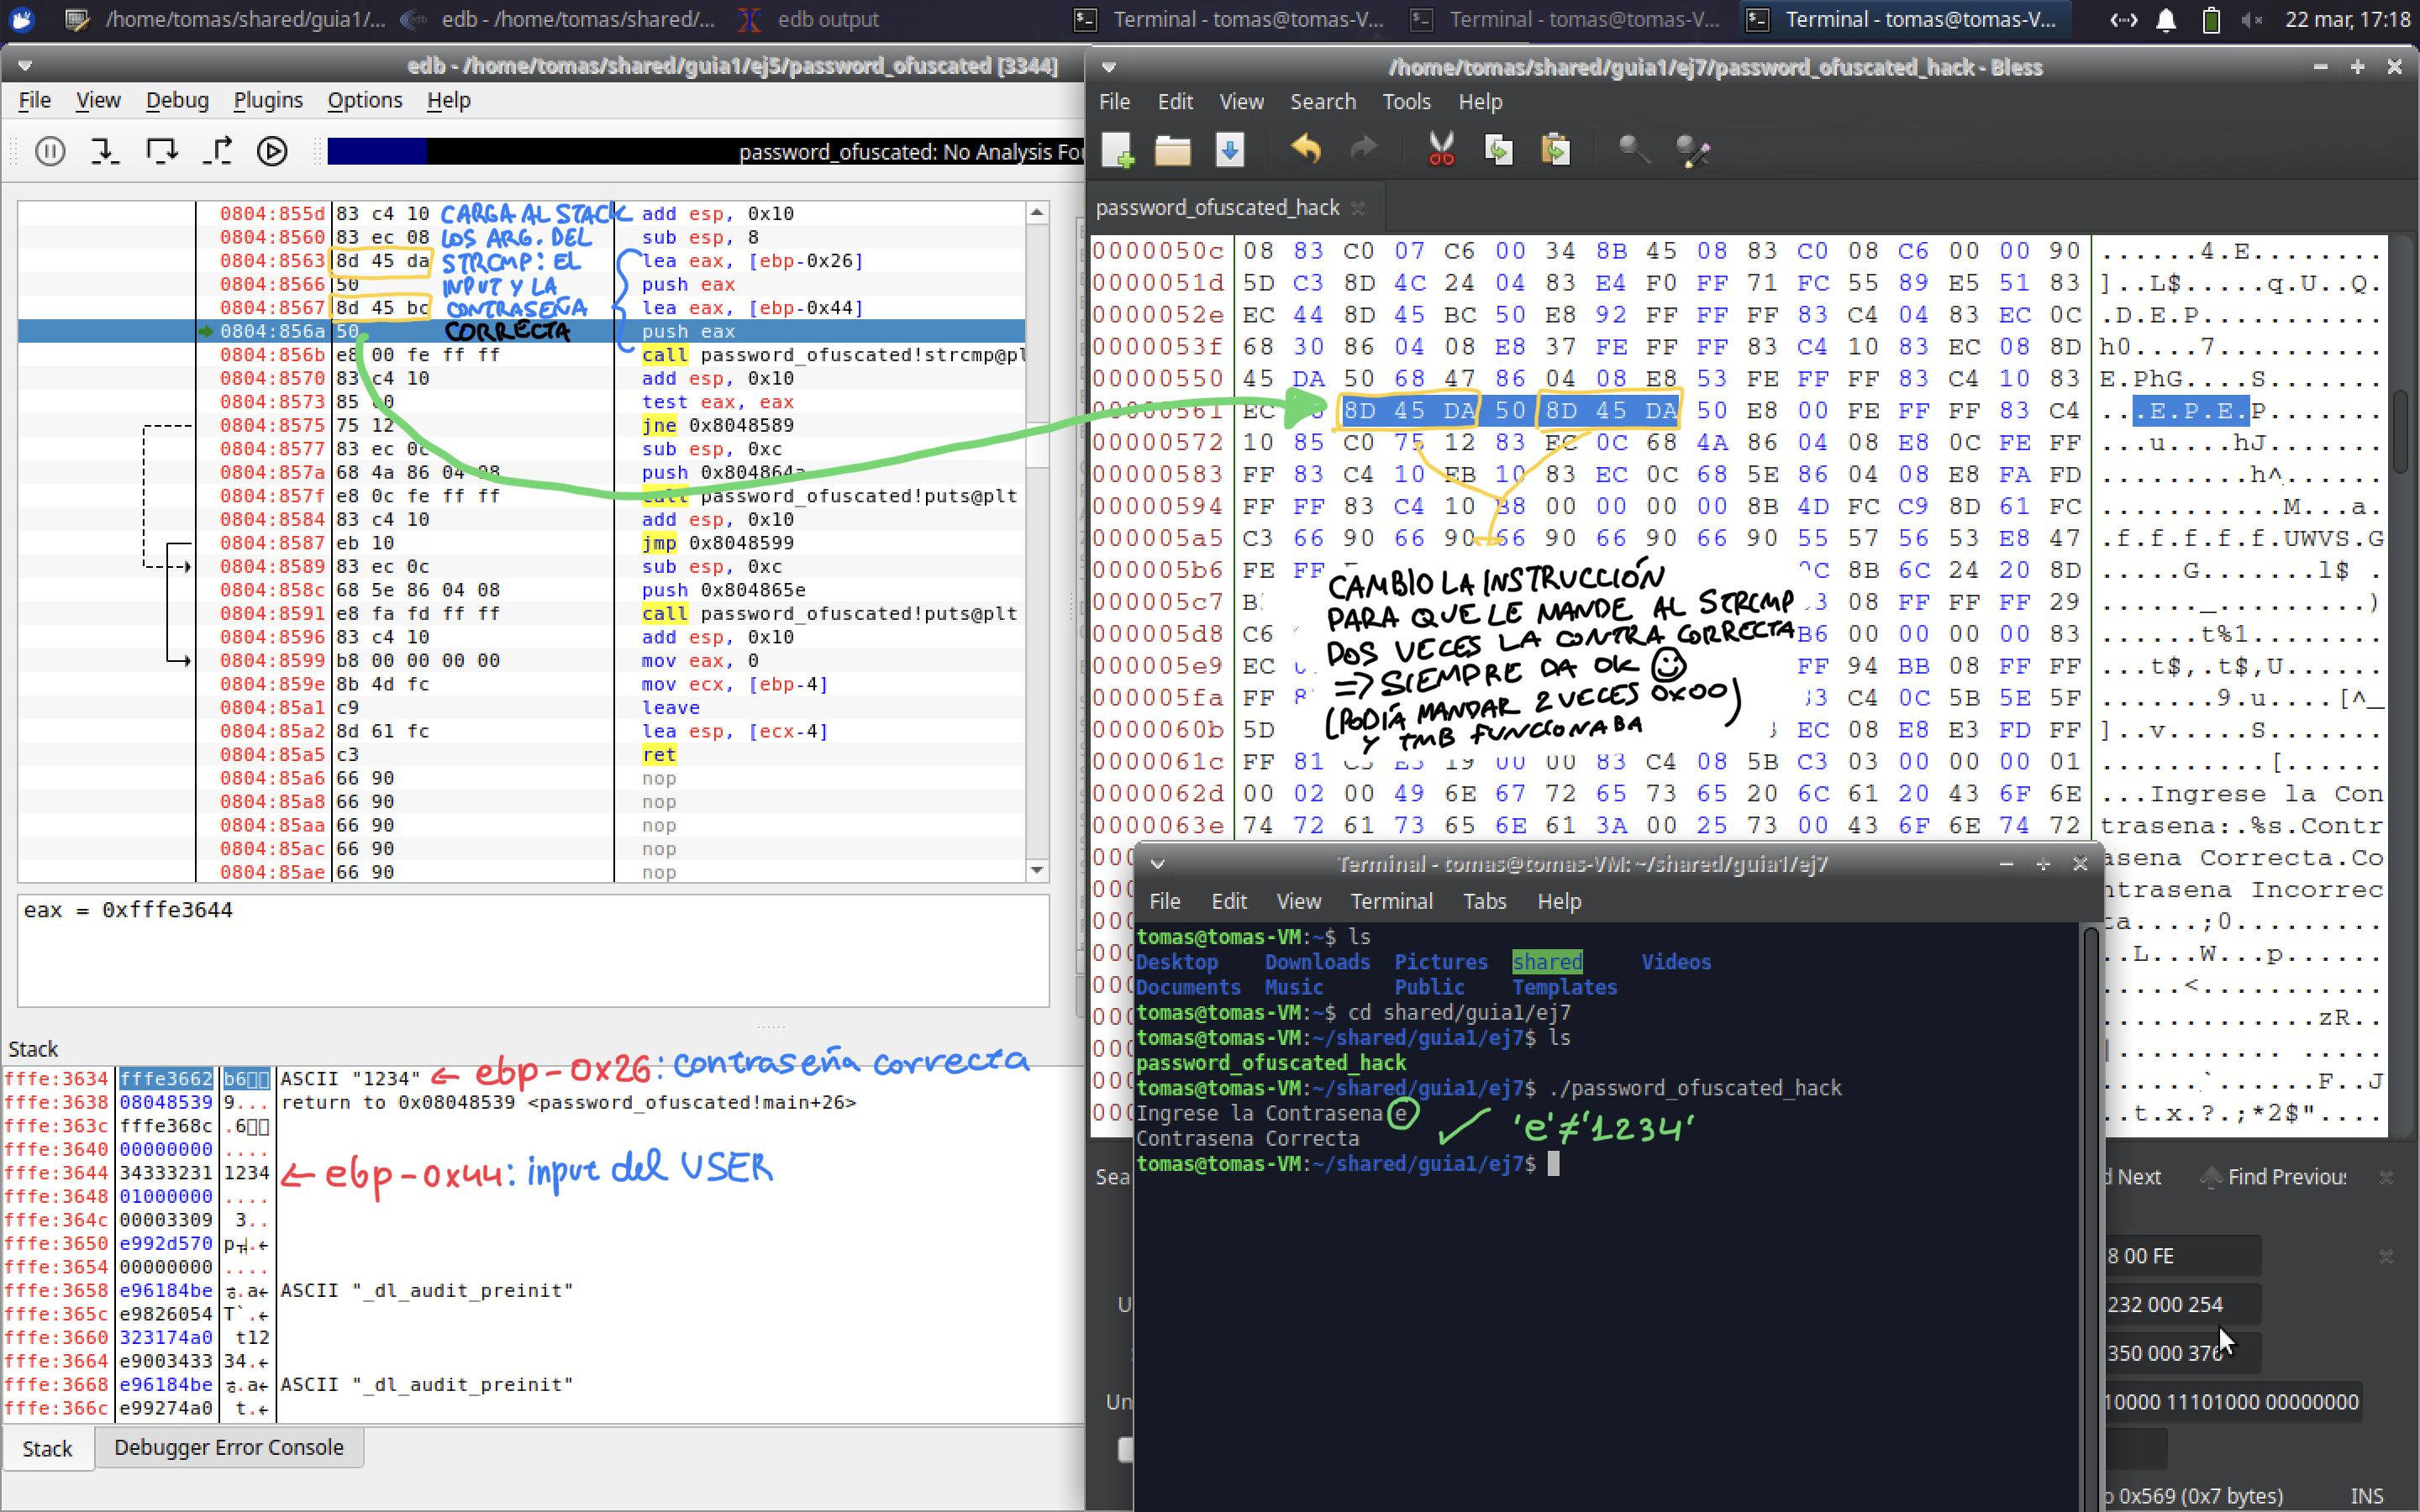 /home/tomas/shared/guia1/...
edb - /home/tomas/shared/...
edb output
Terminal - tomas@tomas-V...
Terminal - tomas@tomas-V...
Terminal - tomas@tomas-V...
22 mar, 17:18
edb - /home/tomas/shared/guia1/ej5/password_ofuscated [3344]
File View Debug Plugins Options Help
password_ofuscated: No Analysis Fou
0804:855d 83 c4 10 add esp, 0x10
0804:8560 83 ec 08 sub esp, 8
0804:8563 8d 45 da lea eax, [ebp-0x26]
0804:8566 50 push eax
0804:8567 8d 45 bc lea eax, [ebp-0x44]
0804:856a 50 push eax
0804:856b e8 00 fe ff ff call password_ofuscated!strcmp@pl
0804:8570 83 c4 10 add esp, 0x10
0804:8573 85 c0 test eax, eax
0804:8575 75 12 jne 0x8048589
0804:8577 83 ec 0c sub esp, 0xc
0804:857a 68 4a 86 04 08 push 0x804864a
0804:857f e8 0c fe ff ff call password_ofuscated!puts@plt
0804:8584 83 c4 10 add esp, 0x10
0804:8587 eb 10 jmp 0x8048599
0804:8589 83 ec 0c sub esp, 0xc
0804:858c 68 5e 86 04 08 push 0x804865e
0804:8591 e8 fa fd ff ff call password_ofuscated!puts@plt
0804:8596 83 c4 10 add esp, 0x10
0804:8599 b8 00 00 00 00 mov eax, 0
0804:859e 8b 4d fc mov ecx, [ebp-4]
0804:85a1 c9 leave
0804:85a2 8d 61 fc lea esp, [ecx-4]
0804:85a5 c3 ret
0804:85a6 66 90 nop
0804:85a8 66 90 nop
0804:85aa 66 90 nop
0804:85ac 66 90 nop
0804:85ae 66 90 nop
CARGA AL STACK
LOS ARG. DEL
STRCMP: EL
INPUT Y LA
CONTRASEÑA
CORRECTA
eax = 0xfffe3644
Stack
fffe:3634 fffe3662 ASCII "1234" ← ebp-0x26: contraseña correcta
fffe:3638 08048539 9... return to 0x08048539 <password_ofuscated!main+26>
fffe:363c fffe368c
fffe:3640 00000000 ....
fffe:3644 34333231 1234 ← ebp-0x44: input del USER
fffe:3648 01000000 ....
fffe:364c 00003309 3..
fffe:3650 e992d570
fffe:3654 00000000 ....
fffe:3658 e96184be ASCII "_dl_audit_preinit"
fffe:365c e9826054
fffe:3660 323174a0 t12
fffe:3664 e9003433
fffe:3668 e96184be ASCII "_dl_audit_preinit"
fffe:366c e99274a0
Stack Debugger Error Console
/home/tomas/shared/guia1/ej7/password_ofuscated_hack - Bless
File Edit View Search Tools Help
password_ofuscated_hack
0000050c 08 83 C0 07 C6 00 34 8B 45 08 83 C0 08 C6 00 00 90 ......4.E........
0000051d 5D C3 8D 4C 24 04 83 E4 F0 FF 71 FC 55 89 E5 51 83 ]..L$.....q.U..Q.
0000052e EC 44 8D 45 BC 50 E8 92 FF FF FF 83 C4 04 83 EC 0C .D.E.P...........
0000053f 68 30 86 04 08 E8 37 FE FF FF 83 C4 10 83 EC 08 8D h0....7..........
00000550 45 DA 50 68 47 86 04 08 E8 53 FE FF FF 83 C4 10 83 E.PhG....S.......
00000561 EC 8D 45 DA 50 8D 45 DA 50 E8 00 FE FF FF 83 C4 ...E.P.E.P.......
00000572 10 85 C0 75 12 83 EC 0C 68 4A 86 04 08 E8 0C FE FF ...u....hJ.......
00000583 FF 83 C4 10 EB 10 83 EC 0C 68 5E 86 04 08 E8 FA FD .........h^......
00000594 FF FF 83 C4 10 B8 00 00 00 00 8B 4D FC C9 8D 61 FC ...........M...a.
000005a5 C3 66 90 66 90 66 90 66 90 66 90 55 57 56 53 E8 47 .f.f.f.f.f.UWVS.G
000005b6 FE FF 8B 6C 24 20 8D .....G.......l$ .
000005c7 08 FF FF FF 29 ......_.........)
000005d8 C6 B6 00 00 00 00 83 .....t%1.........
000005e9 EC FF 94 BB 08 FF FF ..t$,.t$,U.......
000005fa FF C4 0C 5B 5E 5F ......9.u....[^_
0000060b 5D EC 08 E8 E3 FD FF ]..v.....S.......
0000061c FF 81 00 83 C4 08 5B C3 03 00 00 00 01 ..........[......
0000062d 00 02 00 49 6E 67 72 65 73 65 20 6C 61 20 43 6F 6E ...Ingrese la Con
0000063e 74 72 61 73 65 6E 61 3A 00 25 73 00 43 6F 6E 74 72 trasena:.%s.Contr
asena Correcta.Co
ntrasena Incorrec
ta....;0.........
CAMBIO LA INSTRUCCIÓN
PARA QUE LE MANDE AL STRCMP
DOS VECES LA CONTRA CORRECTA
=> SIEMPRE DA OK
(PODÍA MANDAR 2 VECES 0x00)
Y TMB FUNCIONABA
Terminal - tomas@tomas-VM: ~/shared/guia1/ej7
File Edit View Terminal Tabs Help
tomas@tomas-VM:~$ ls
Desktop Downloads Pictures shared Videos
Documents Music Public Templates
tomas@tomas-VM:~$ cd shared/guia1/ej7
tomas@tomas-VM:~/shared/guia1/ej7$ ls
password_ofuscated_hack
tomas@tomas-VM:~/shared/guia1/ej7$ ./password_ofuscated_hack
Ingrese la Contrasena e
Contrasena Correcta
tomas@tomas-VM:~/shared/guia1/ej7$
✓ 'e'≠'1234'
Find Previous
8 00 FE
232 000 254
350 000 376
10000 11101000 00000000
0x569 (0x7 bytes) INS